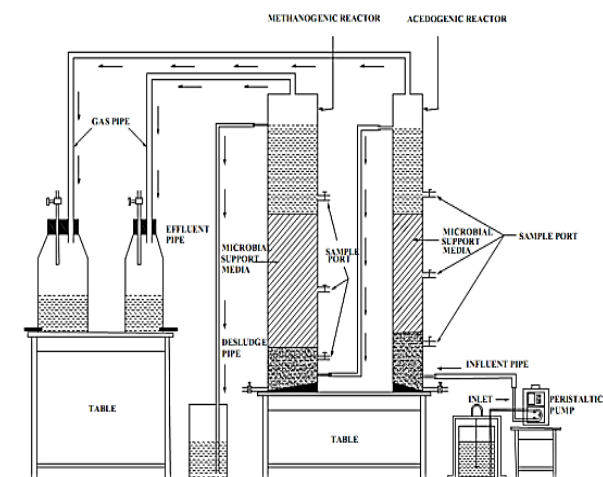 METHANOGENIC REACTOR
ACEDOGENIC REACTOR
GAS PIPE
EFFLUENT
PIPE
MICROBIAL
SUPPORT
MEDIA
SAMPLE
PORT
MICROBIAL
SUPPORT
MEDIA
SAMPLE PORT
DESLUDGE
PIPE
INFLUENT PIPE
INLET
PERISTALTIC
PUMP
TABLE
TABLE